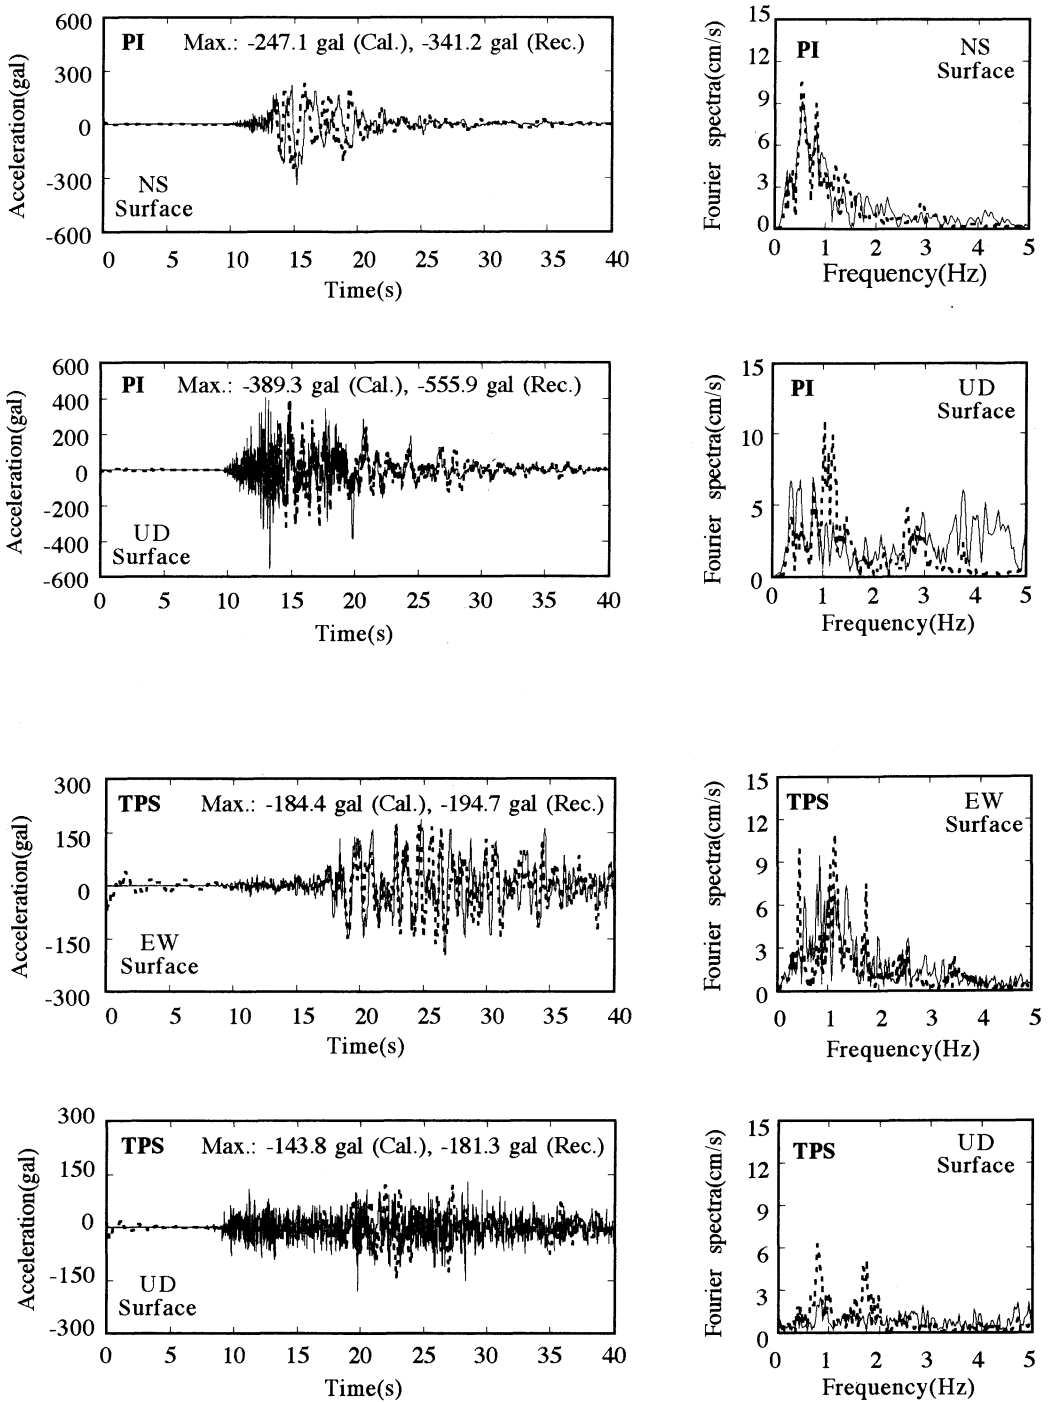 600
300
0
-300
-600
Acceleration(gal)
PI Max.: -247.1 gal (Cal.), -341.2 gal (Rec.)
NS
Surface
0 5 10 15 20 25 30 35 40
Time(s)
15
12
9
6
3
0
Fourier spectra(cm/s)
PI
NS
Surface
0 1 2 3 4 5
Frequency(Hz)
600
400
200
0
-200
-400
-600
Acceleration(gal)
PI Max.: -389.3 gal (Cal.), -555.9 gal (Rec.)
UD
Surface
0 5 10 15 20 25 30 35 40
Time(s)
15
10
5
0
Fourier spectra(cm/s)
PI
UD
Surface
0 1 2 3 4 5
Frequency(Hz)
300
150
0
-150
-300
Acceleration(gal)
TPS Max.: -184.4 gal (Cal.), -194.7 gal (Rec.)
EW
Surface
0 5 10 15 20 25 30 35 40
Time(s)
15
12
9
6
3
0
Fourier spectra(cm/s)
TPS
EW
Surface
0 1 2 3 4 5
Frequency(Hz)
300
150
0
-150
-300
Acceleration(gal)
TPS Max.: -143.8 gal (Cal.), -181.3 gal (Rec.)
UD
Surface
0 5 10 15 20 25 30 35 40
Time(s)
15
12
9
6
3
0
Fourier spectra(cm/s)
TPS
UD
Surface
0 1 2 3 4 5
Frequency(Hz)